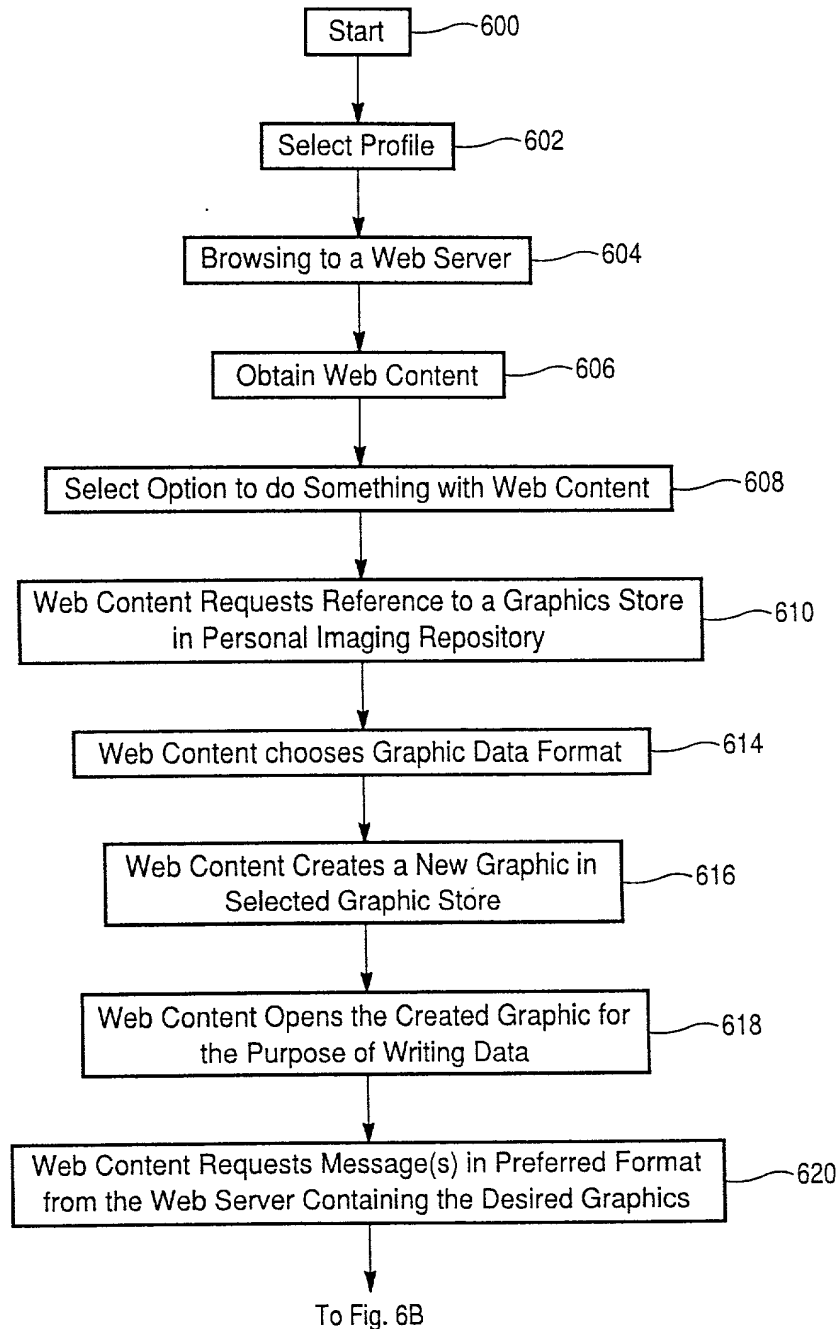 Start
600
Select Profile
602
Browsing to a Web Server
604
Obtain Web Content
606
Select Option to do Something with Web Content
608
Web Content Requests Reference to a Graphics Store
in Personal Imaging Repository
610
Web Content chooses Graphic Data Format
614
Web Content Creates a New Graphic in
Selected Graphic Store
616
Web Content Opens the Created Graphic for
the Purpose of Writing Data
618
Web Content Requests Message(s) in Preferred Format
from the Web Server Containing the Desired Graphics
620
To Fig. 6B